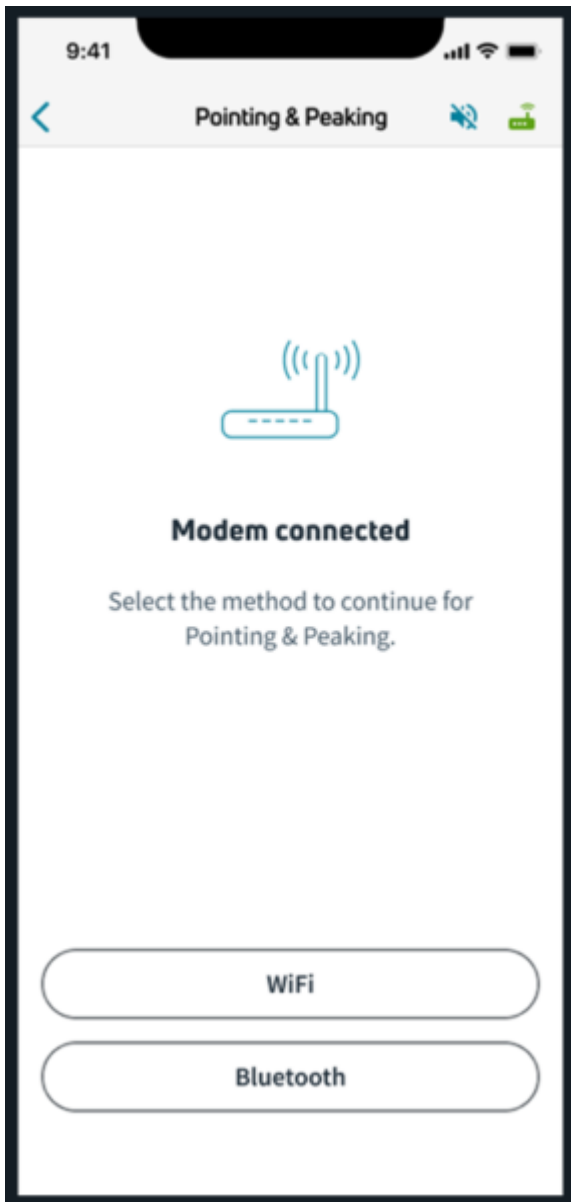 9:41
Pointing & Peaking
Modem connected
Select the method to continue for
Pointing & Peaking.
WiFi
Bluetooth